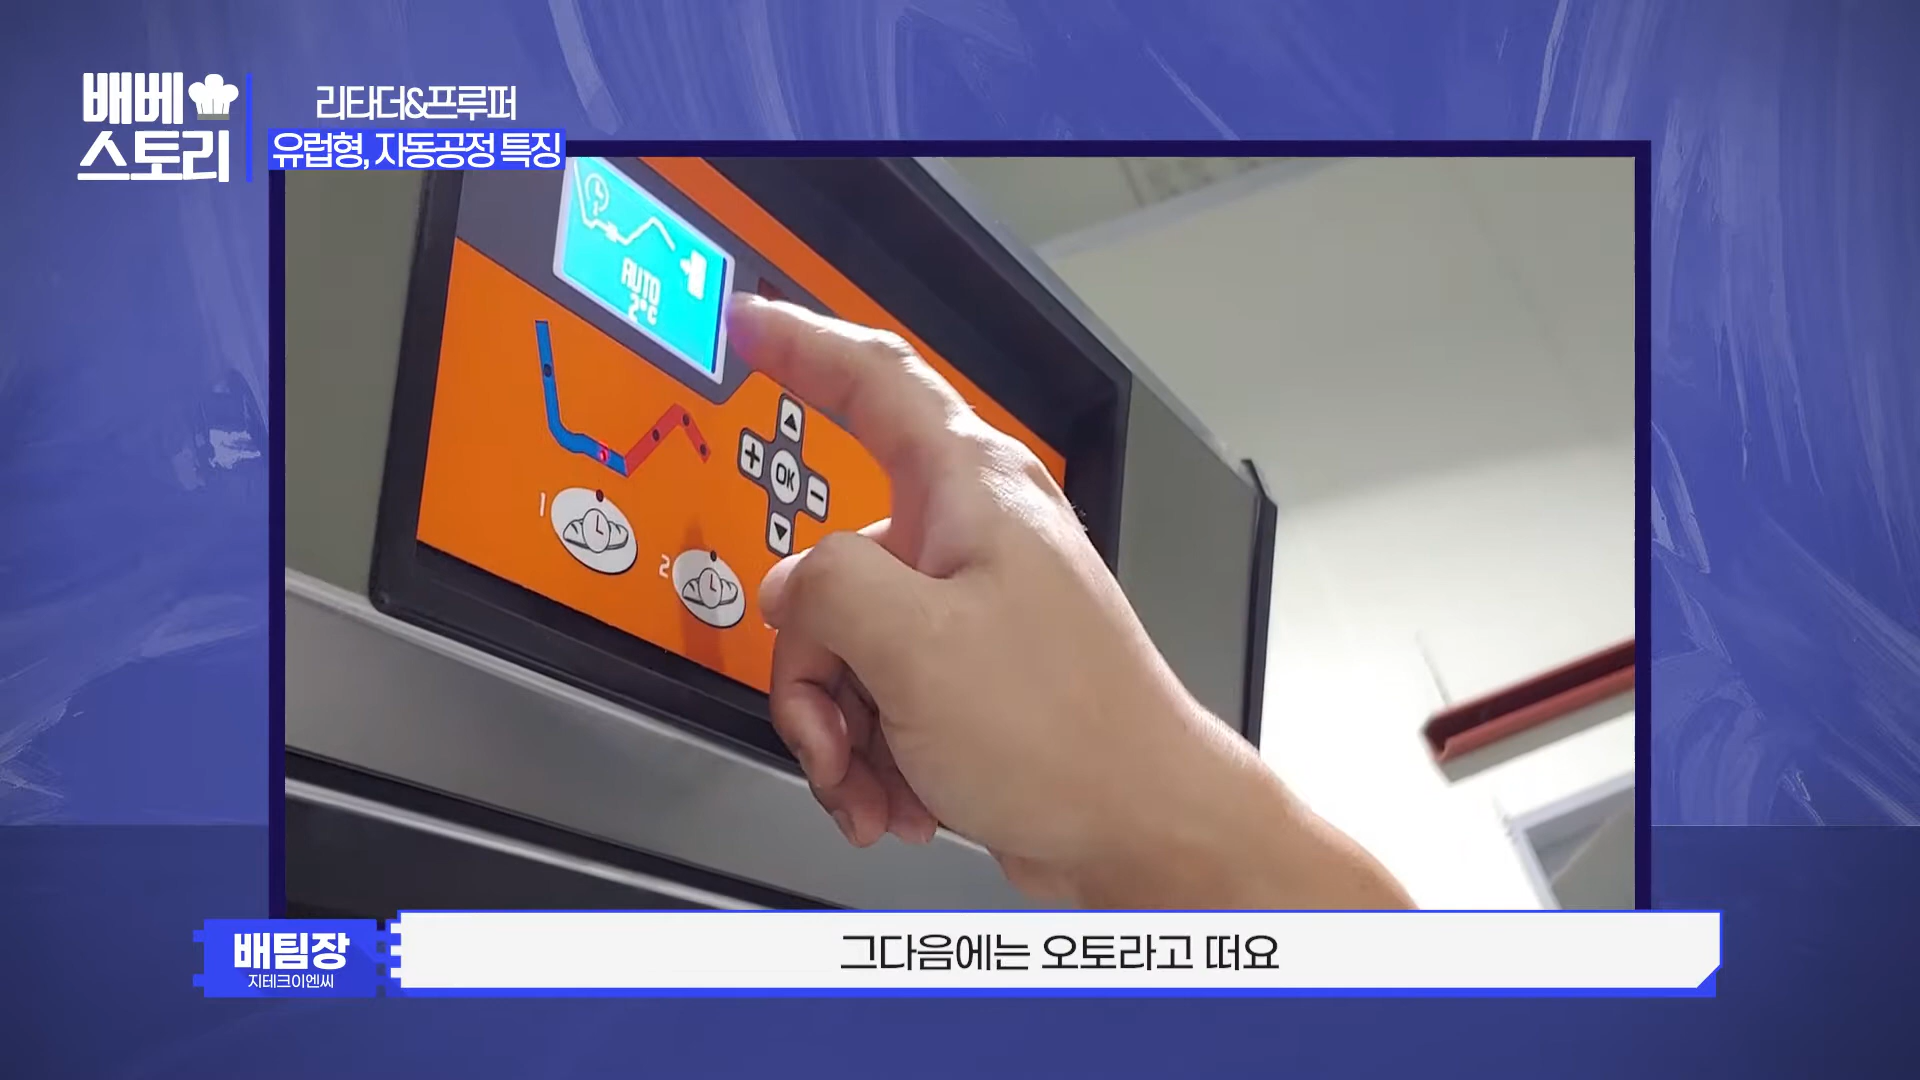 배베
스토리
리타더&프루퍼
유럽형, 자동공정 특징
AUTO
2°C
+
OK
-
1
2
배팀장
지테크이엔씨
그다음에는 오토라고 떠요